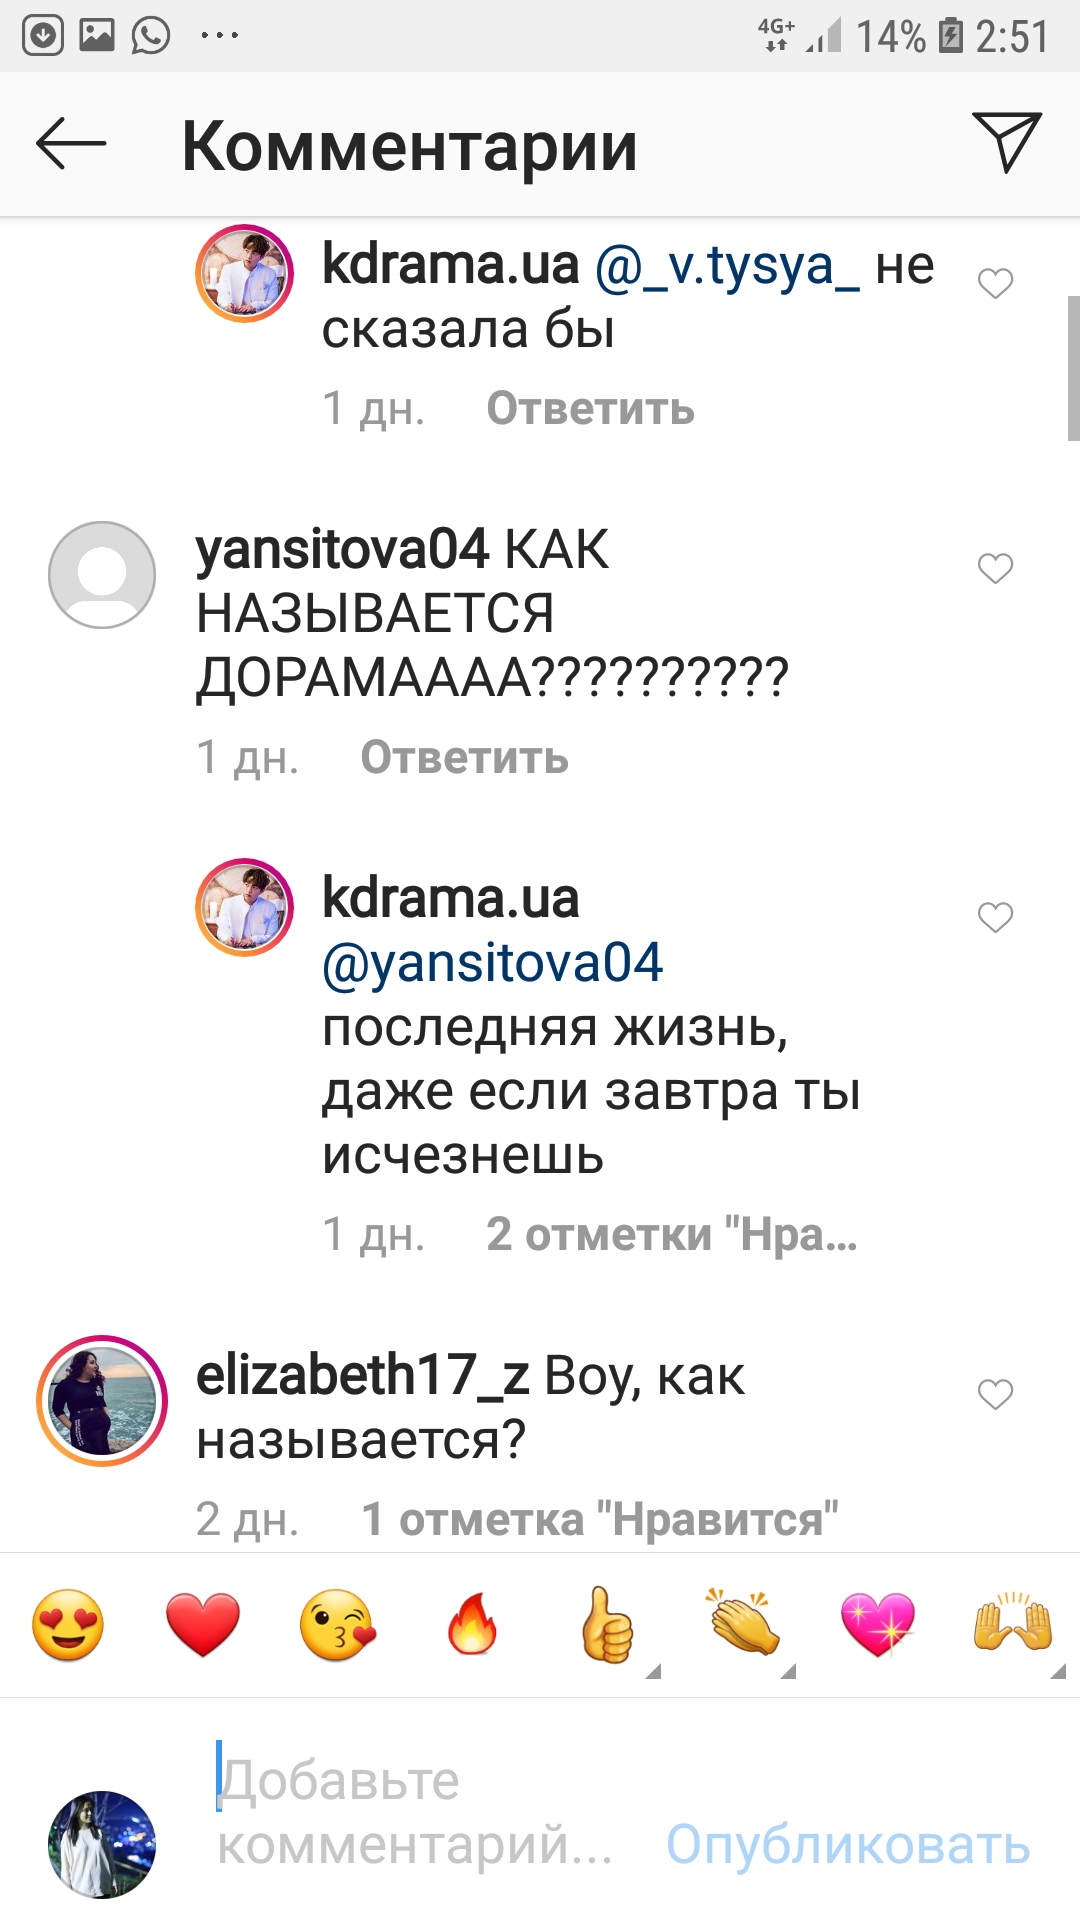 4G+ 14% 2:51
Комментарии
kdrama.ua @_v.tysya_ не
сказала бы
1 дн. Ответить
yansitova04 КАК
НАЗЫВАЕТСЯ
ДОРАМАААА??????????
1 дн. Ответить
kdrama.ua
@yansitova04
последняя жизнь,
даже если завтра ты
исчезнешь
1 дн. 2 отметки "Нра...
elizabeth17_z Воу, как
называется?
2 дн. 1 отметка "Нравится"
Добавьте
комментарий... Опубликовать